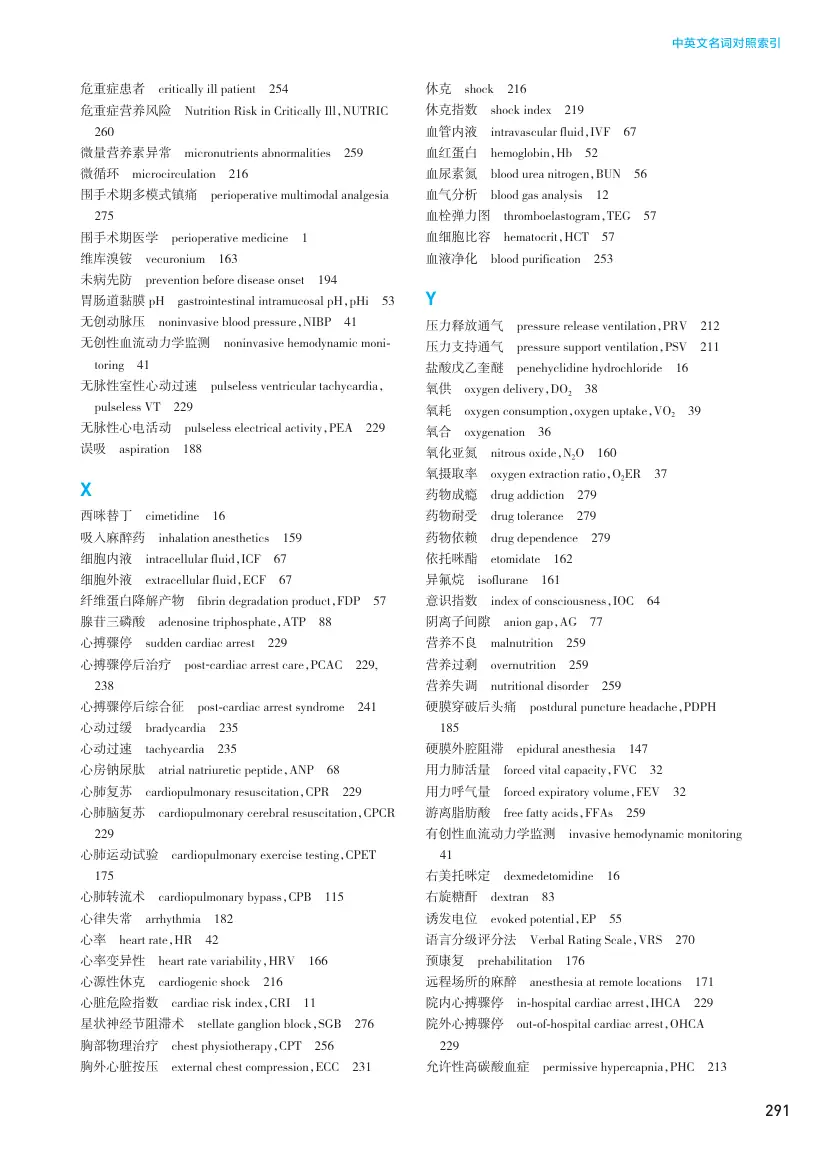 中英文名词对照索引
危重症患者 critically ill patient 254
危重症营养风险 Nutrition Risk in Critically Ill,NUTRIC
260
微量营养素异常 micronutrients abnormalities 259
微循环 microcirculation 216
围手术期多模式镇痛 perioperative multimodal analgesia
275
围手术期医学 perioperative medicine 1
维库溴铵 vecuronium 163
未病先防 prevention before disease onset 194
胃肠道黏膜 pH gastrointestinal intramucosal pH,pHi 53
无创动脉压 noninvasive blood pressure,NIBP 41
无创性血流动力学监测 noninvasive hemodynamic moni-
toring 41
无脉性室性心动过速 pulseless ventricular tachycardia,
pulseless VT 229
无脉性心电活动 pulseless electrical activity,PEA 229
误吸 aspiration 188
X
西咪替丁 cimetidine 16
吸入麻醉药 inhalation anesthetics 159
细胞内液 intracellular fluid,ICF 67
细胞外液 extracellular fluid,ECF 67
纤维蛋白降解产物 fibrin degradation product,FDP 57
腺苷三磷酸 adenosine triphosphate,ATP 88
心搏骤停 sudden cardiac arrest 229
心搏骤停后治疗 post-cardiac arrest care,PCAC 229,
238
心搏骤停后综合征 post-cardiac arrest syndrome 241
心动过缓 bradycardia 235
心动过速 tachycardia 235
心房钠尿肽 atrial natriuretic peptide,ANP 68
心肺复苏 cardiopulmonary resuscitation,CPR 229
心肺脑复苏 cardiopulmonary cerebral resuscitation,CPCR
229
心肺运动试验 cardiopulmonary exercise testing,CPET
175
心肺转流术 cardiopulmonary bypass,CPB 115
心律失常 arrhythmia 182
心率 heart rate,HR 42
心率变异性 heart rate variability,HRV 166
心源性休克 cardiogenic shock 216
心脏危险指数 cardiac risk index,CRI 11
星状神经节阻滞术 stellate ganglion block,SGB 276
胸部物理治疗 chest physiotherapy,CPT 256
胸外心脏按压 external chest compression,ECC 231
休克 shock 216
休克指数 shock index 219
血管内液 intravascular fluid,IVF 67
血红蛋白 hemoglobin,Hb 52
血尿素氮 blood urea nitrogen,BUN 56
血气分析 blood gas analysis 12
血栓弹力图 thromboelastogram,TEG 57
血细胞比容 hematocrit,HCT 57
血液净化 blood purification 253
Y
压力释放通气 pressure release ventilation,PRV 212
压力支持通气 pressure support ventilation,PSV 211
盐酸戊乙奎醚 penehyclidine hydrochloride 16
氧供 oxygen delivery,DO₂ 38
氧耗 oxygen consumption,oxygen uptake,VO₂ 39
氧合 oxygenation 36
氧化亚氮 nitrous oxide,N₂O 160
氧摄取率 oxygen extraction ratio,O₂ER 37
药物成瘾 drug addiction 279
药物耐受 drug tolerance 279
药物依赖 drug dependence 279
依托咪酯 etomidate 162
异氟烷 isoflurane 161
意识指数 index of consciousness,IOC 64
阴离子间隙 anion gap,AG 77
营养不良 malnutrition 259
营养过剩 overnutrition 259
营养失调 nutritional disorder 259
硬膜穿破后头痛 postdural puncture headache,PDPH
185
硬膜外腔阻滞 epidural anesthesia 147
用力肺活量 forced vital capacity,FVC 32
用力呼气量 forced expiratory volume,FEV 32
游离脂肪酸 free fatty acids,FFAs 259
有创性血流动力学监测 invasive hemodynamic monitoring
41
右美托咪定 dexmedetomidine 16
右旋糖酐 dextran 83
诱发电位 evoked potential,EP 55
语言分级评分法 Verbal Rating Scale,VRS 270
预康复 prehabilitation 176
远程场所的麻醉 anesthesia at remote locations 171
院内心搏骤停 in-hospital cardiac arrest,IHCA 229
院外心搏骤停 out-of-hospital cardiac arrest,OHCA
229
允许性高碳酸血症 permissive hypercapnia,PHC 213
291